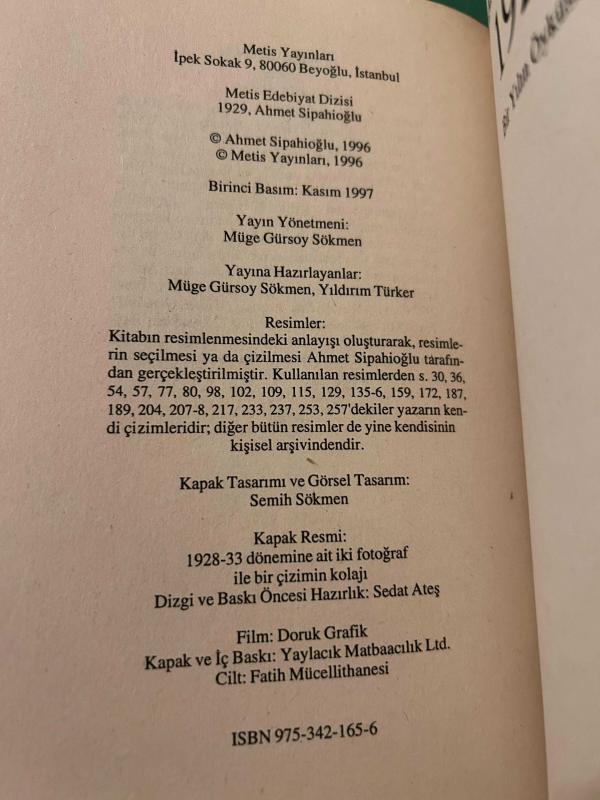 Metis Yayınları
İpek Sokak 9, 80060 Beyoğlu, İstanbul
Metis Edebiyat Dizisi
1929, Ahmet Sipahioğlu
© Ahmet Sipahioğlu, 1996
© Metis Yayınları, 1996
Birinci Basım: Kasım 1997
Yayın Yönetmeni:
Müge Gürsoy Sökmen
Yayına Hazırlayanlar:
Müge Gürsoy Sökmen, Yıldırım Türker
Resimler:
Kitabın resimlenmesindeki anlayışı oluşturarak, resimle-
rin seçilmesi ya da çizilmesi Ahmet Sipahioğlu tarafın-
dan gerçekleştirilmiştir. Kullanılan resimlerden s. 30, 36,
54, 57, 77, 80, 98, 102, 109, 115, 129, 135-6, 159, 172, 187,
189, 204, 207-8, 217, 233, 237, 253, 257'dekiler yazarın ken-
di çizimleridir; diğer bütün resimler de yine kendisinin
kişisel arşivindendir.
Kapak Tasarımı ve Görsel Tasarım:
Semih Sökmen
Kapak Resmi:
1928-33 dönemine ait iki fotoğraf
ile bir çizimin kolajı
Dizgi ve Baskı Öncesi Hazırlık: Sedat Ateş
Film: Doruk Grafik
Kapak ve İç Baskı: Yaylacık Matbaacılık Ltd.
Cilt: Fatih Mücellithanesi
ISBN 975-342-165-6
Bir Yılın Öyküsü